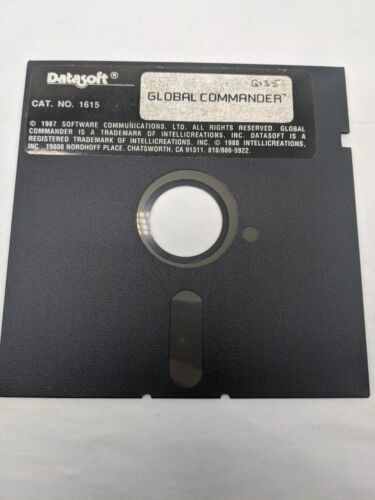 Datasoft®
G135
GLOBAL COMMANDER™
CAT. NO. 1615
© 1987 SOFTWARE COMMUNICATIONS, LTD. ALL RIGHTS RESERVED. GLOBAL
COMMANDER IS A TRADEMARK OF INTELLICREATIONS, INC. DATASOFT IS A
REGISTERED TRADEMARK OF INTELLICREATIONS, INC. © 1988 INTELLICREATIONS,
INC. 19808 NORDHOFF PLACE, CHATSWORTH, CA 91311. 818/886-5922.